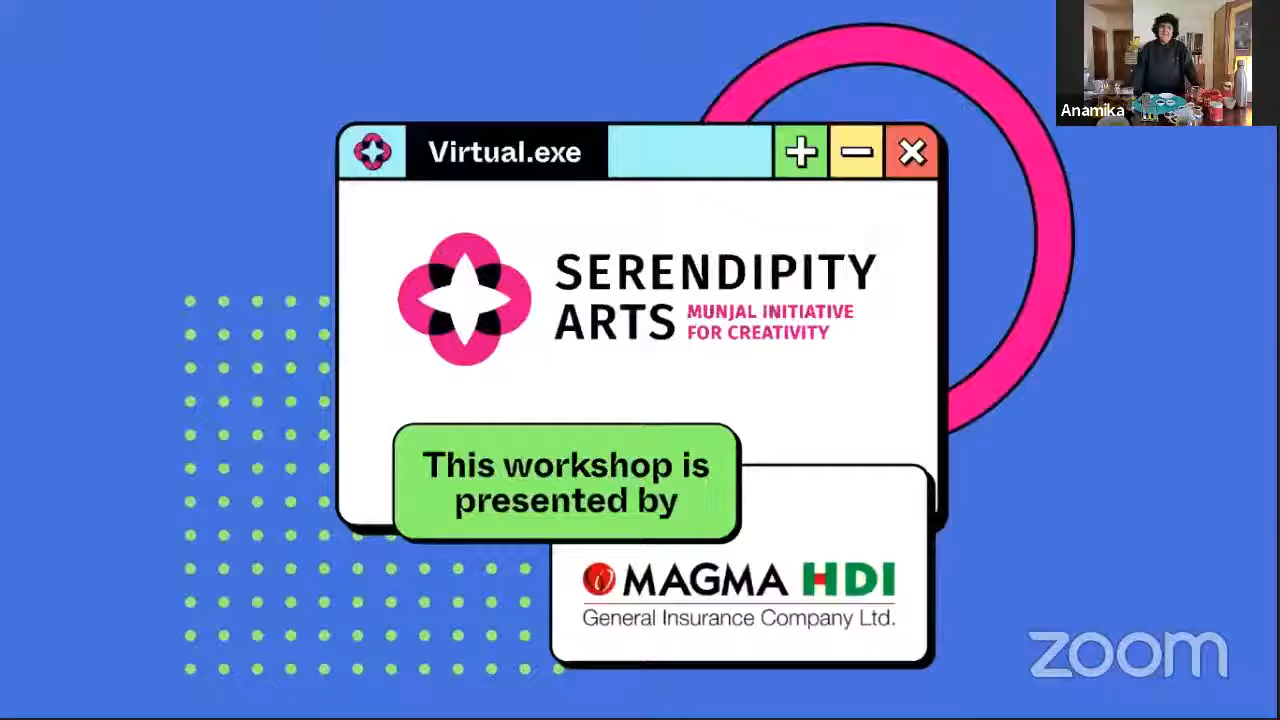 Anamika
Virtual.exe
SERENDIPITY
ARTS MUNJAL INITIATIVE
FOR CREATIVITY
This workshop is
presented by
MAGMA HDI
General Insurance Company Ltd.
zoom